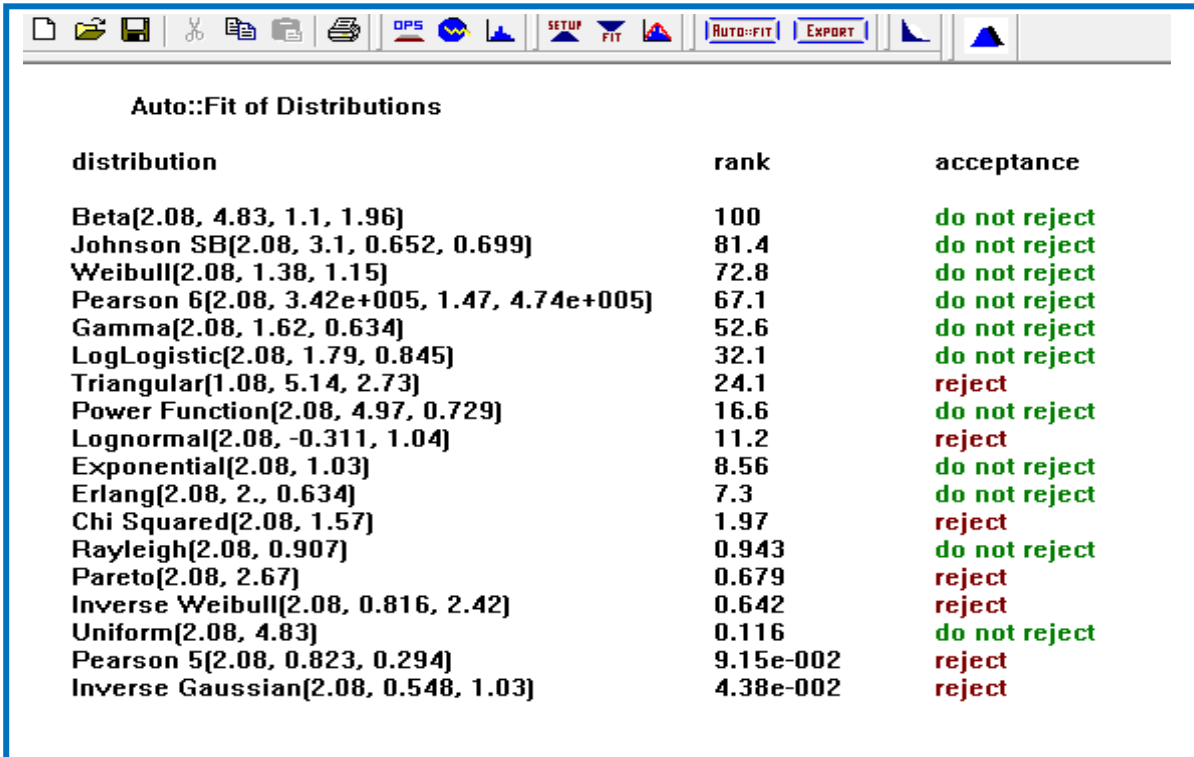 OPS SETUP FIT AUTO::FIT EXPORT
Auto::Fit of Distributions
distribution rank acceptance
Beta(2.08, 4.83, 1.1, 1.96) 100 do not reject
Johnson SB(2.08, 3.1, 0.652, 0.699) 81.4 do not reject
Weibull(2.08, 1.38, 1.15) 72.8 do not reject
Pearson 6(2.08, 3.42e+005, 1.47, 4.74e+005) 67.1 do not reject
Gamma(2.08, 1.62, 0.634) 52.6 do not reject
LogLogistic(2.08, 1.79, 0.845) 32.1 do not reject
Triangular(1.08, 5.14, 2.73) 24.1 reject
Power Function(2.08, 4.97, 0.729) 16.6 do not reject
Lognormal(2.08, -0.311, 1.04) 11.2 reject
Exponential(2.08, 1.03) 8.56 do not reject
Erlang(2.08, 2., 0.634) 7.3 do not reject
Chi Squared(2.08, 1.57) 1.97 reject
Rayleigh(2.08, 0.907) 0.943 do not reject
Pareto(2.08, 2.67) 0.679 reject
Inverse Weibull(2.08, 0.816, 2.42) 0.642 reject
Uniform(2.08, 4.83) 0.116 do not reject
Pearson 5(2.08, 0.823, 0.294) 9.15e-002 reject
Inverse Gaussian(2.08, 0.548, 1.03) 4.38e-002 reject